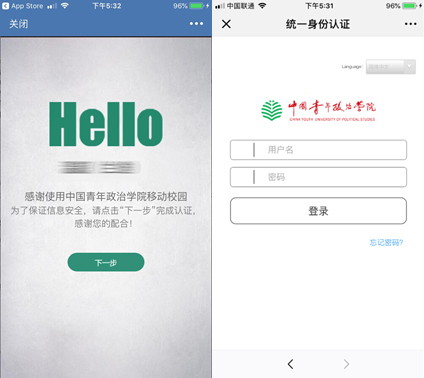 App Store
下午5:32
96%
关闭
Hello
感谢使用中国青年政治学院移动校园
为了保证信息安全，请点击“下一步”完成认证，
感谢您的配合！
下一步
中国联通
下午5:31
96%
统一身份认证
Language:
中国青年政治学院
CHINA YOUTH UNIVERSITY OF POLITICAL STUDIES
用户名
密码
登录
忘记密码?